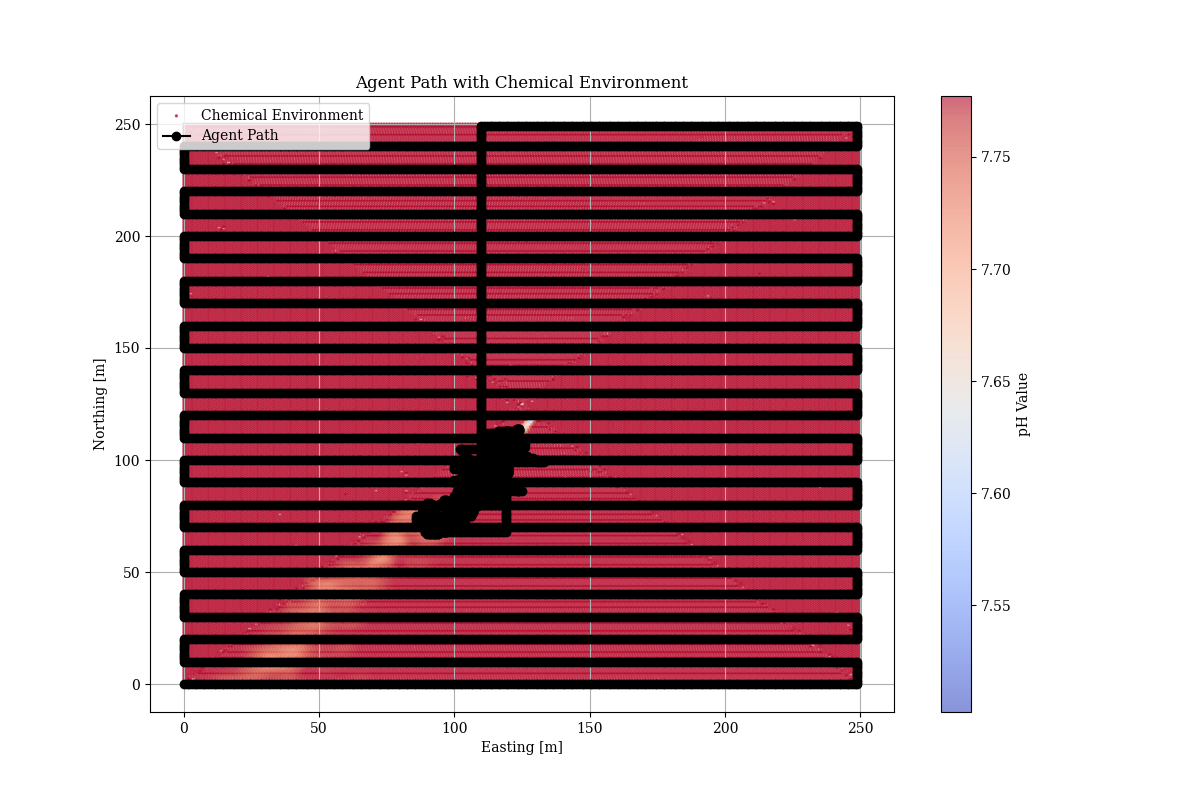 Agent Path with Chemical Environment
Chemical Environment
Agent Path
250
200
150
100
50
0
Northing [m]
0 50 100 150 200 250
Easting [m]
7.75
7.70
7.65
7.60
7.55
pH Value